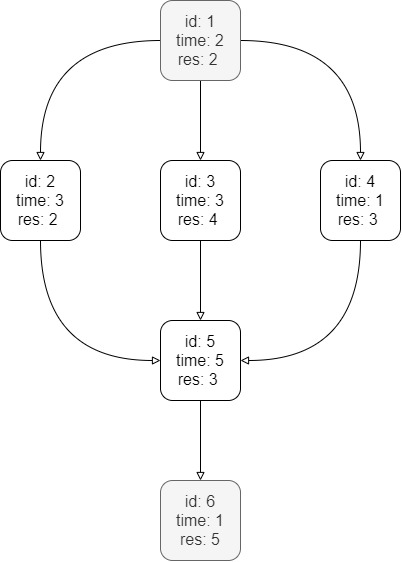 id: 1
time: 2
res: 2
id: 2
time: 3
res: 2
id: 3
time: 3
res: 4
id: 4
time: 1
res: 3
id: 5
time: 5
res: 3
id: 6
time: 1
res: 5